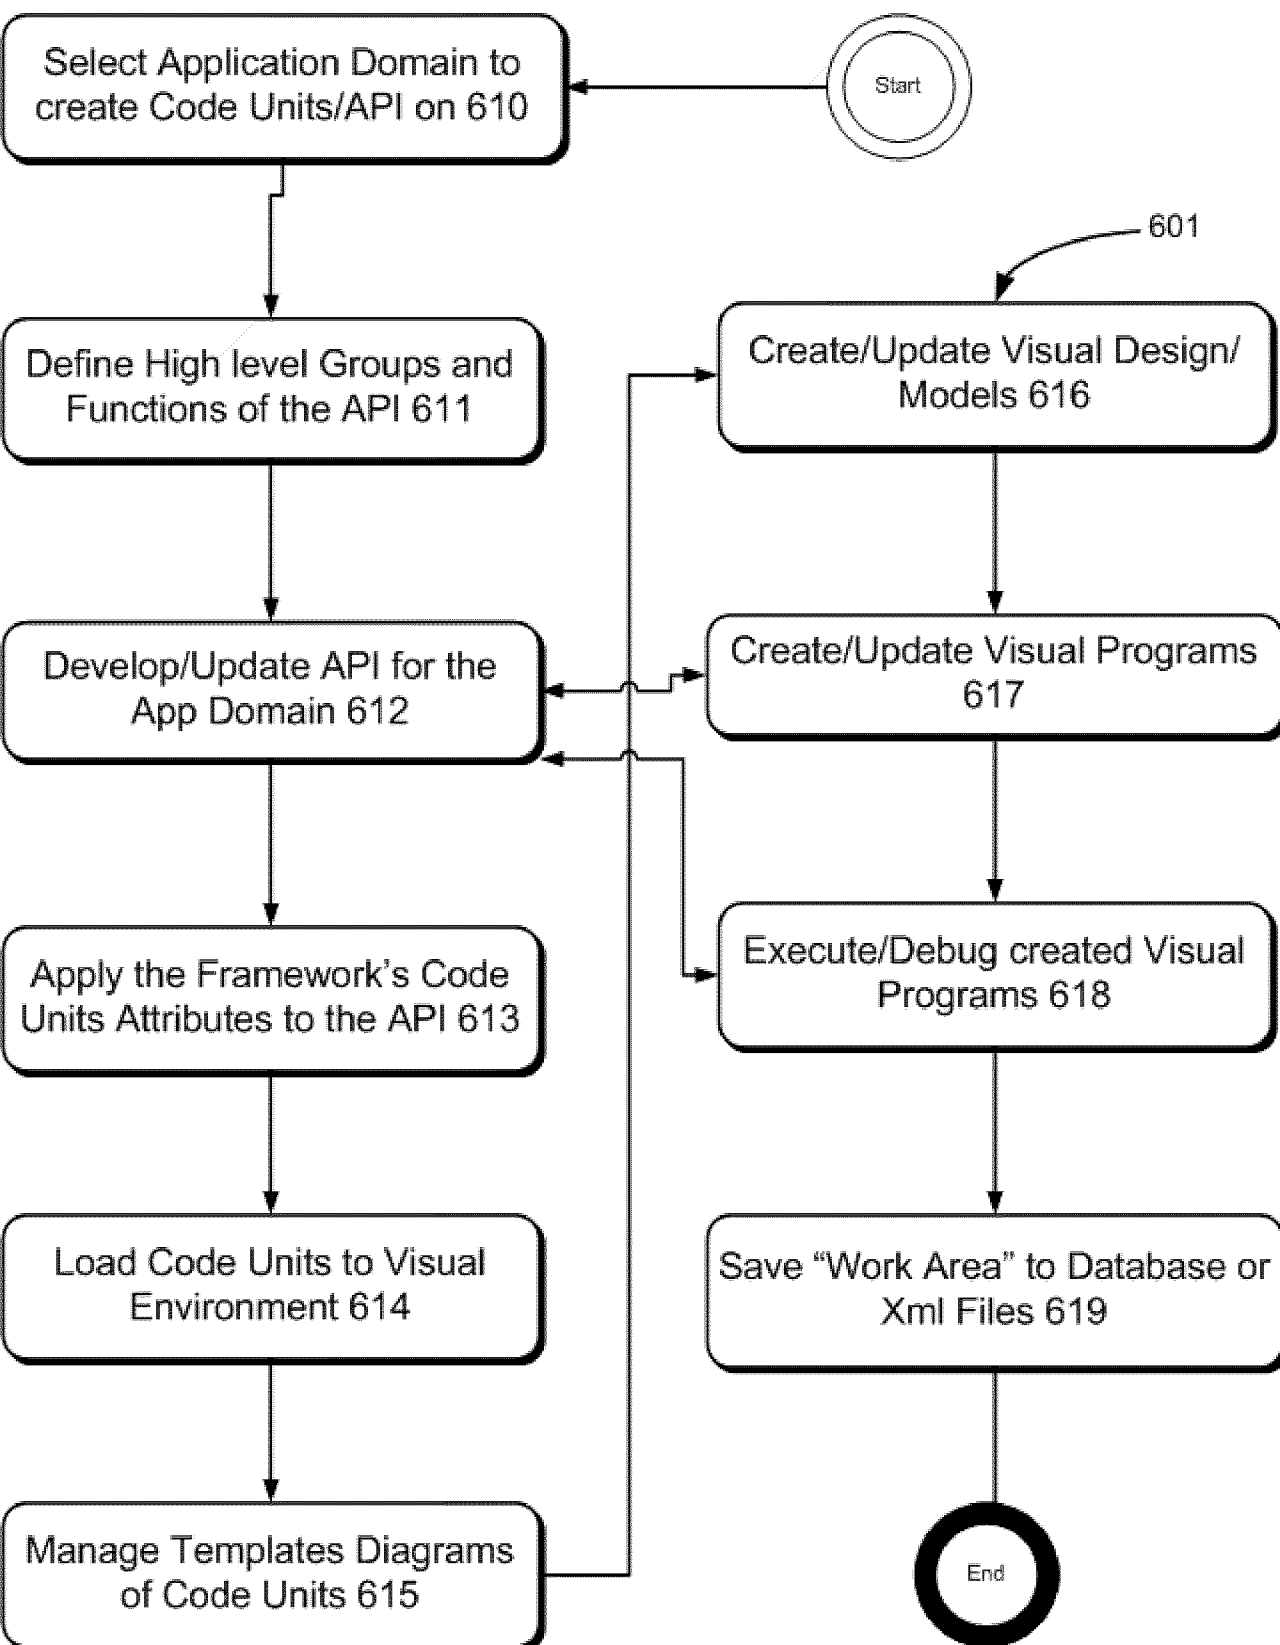 Start
Select Application Domain to
create Code Units/API on 610
Define High level Groups and
Functions of the API 611
Develop/Update API for the
App Domain 612
Apply the Framework's Code
Units Attributes to the API 613
Load Code Units to Visual
Environment 614
Manage Templates Diagrams
of Code Units 615
601
Create/Update Visual Design/
Models 616
Create/Update Visual Programs
617
Execute/Debug created Visual
Programs 618
Save “Work Area” to Database or
Xml Files 619
End